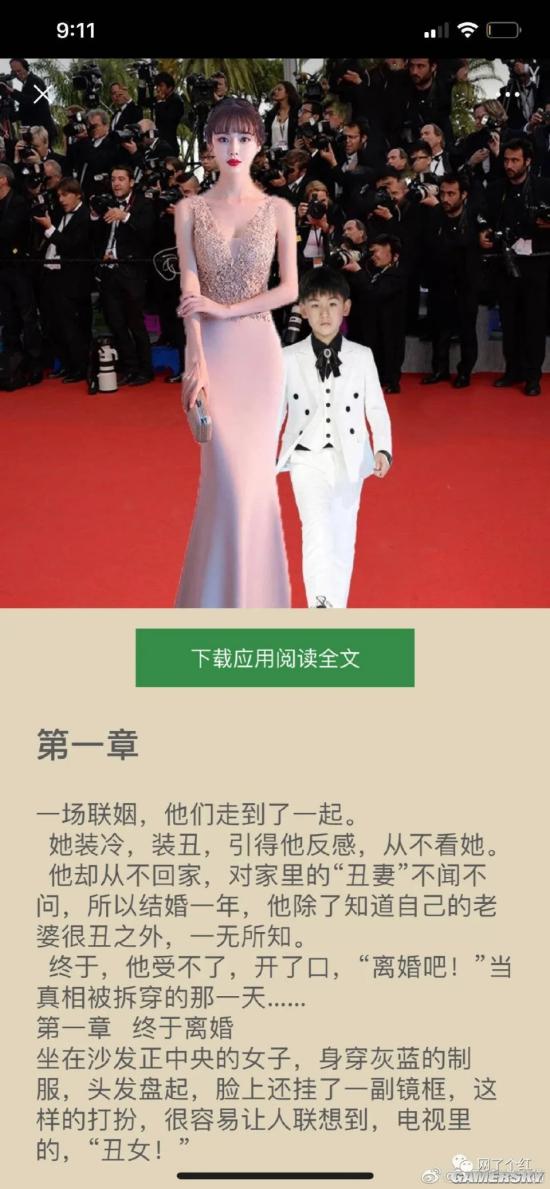 9:11
下载应用阅读全文
第一章
一场联姻，他们走到了一起。
她装冷，装丑，引得他反感，从不看她。
他却从不回家，对家里的“丑妻”不闻不
问，所以结婚一年，他除了知道自己的老
婆很丑之外，一无所知。
终于，他受不了，开了口，“离婚吧！”当
真相被拆穿的那一天……
第一章 终于离婚
坐在沙发正中央的女子，身穿灰蓝的制
服，头发盘起，脸上还挂了一副镜框，这
样的打扮，很容易让人联想到，电视里
的，“丑女！”
网了个红
GAMERSKY